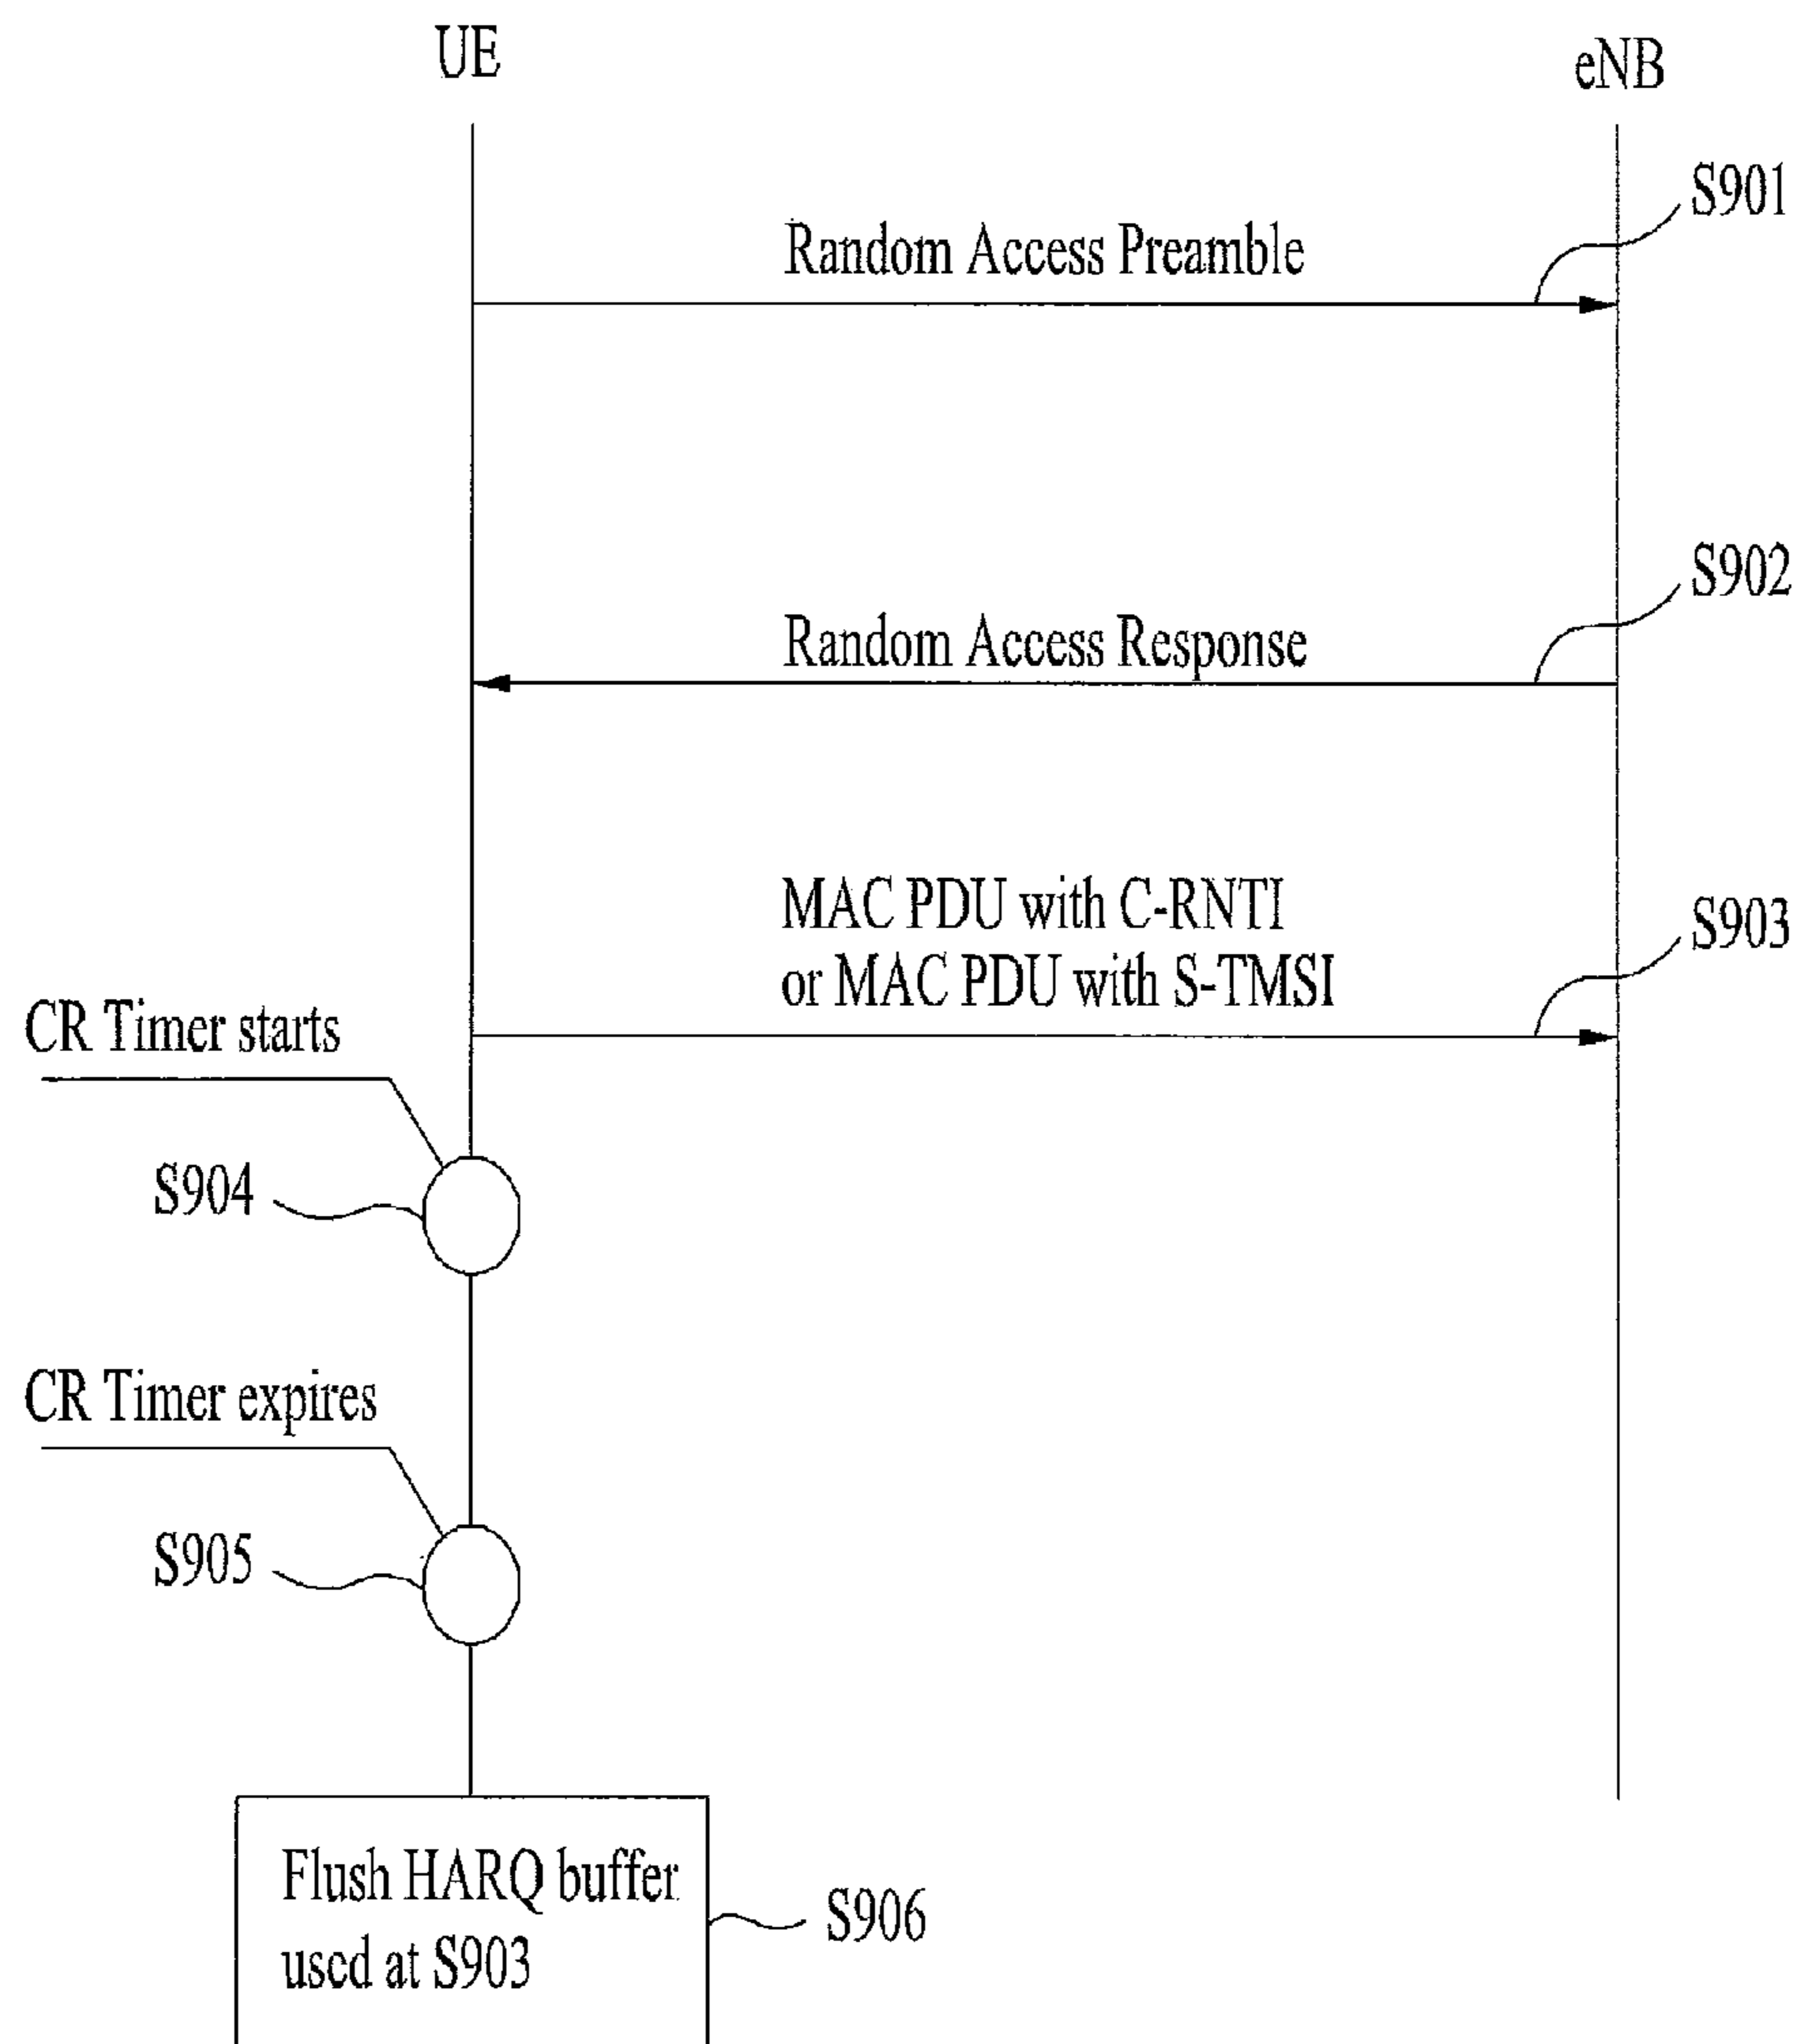 UE
eNB
S901
Random Access Preamble
S902
Random Access Response
MAC PDU with C-RNTI
or MAC PDU with S-TMSI
S903
CR Timer starts
S904
CR Timer expires
S905
Flush HARQ buffer
used at S903
S906